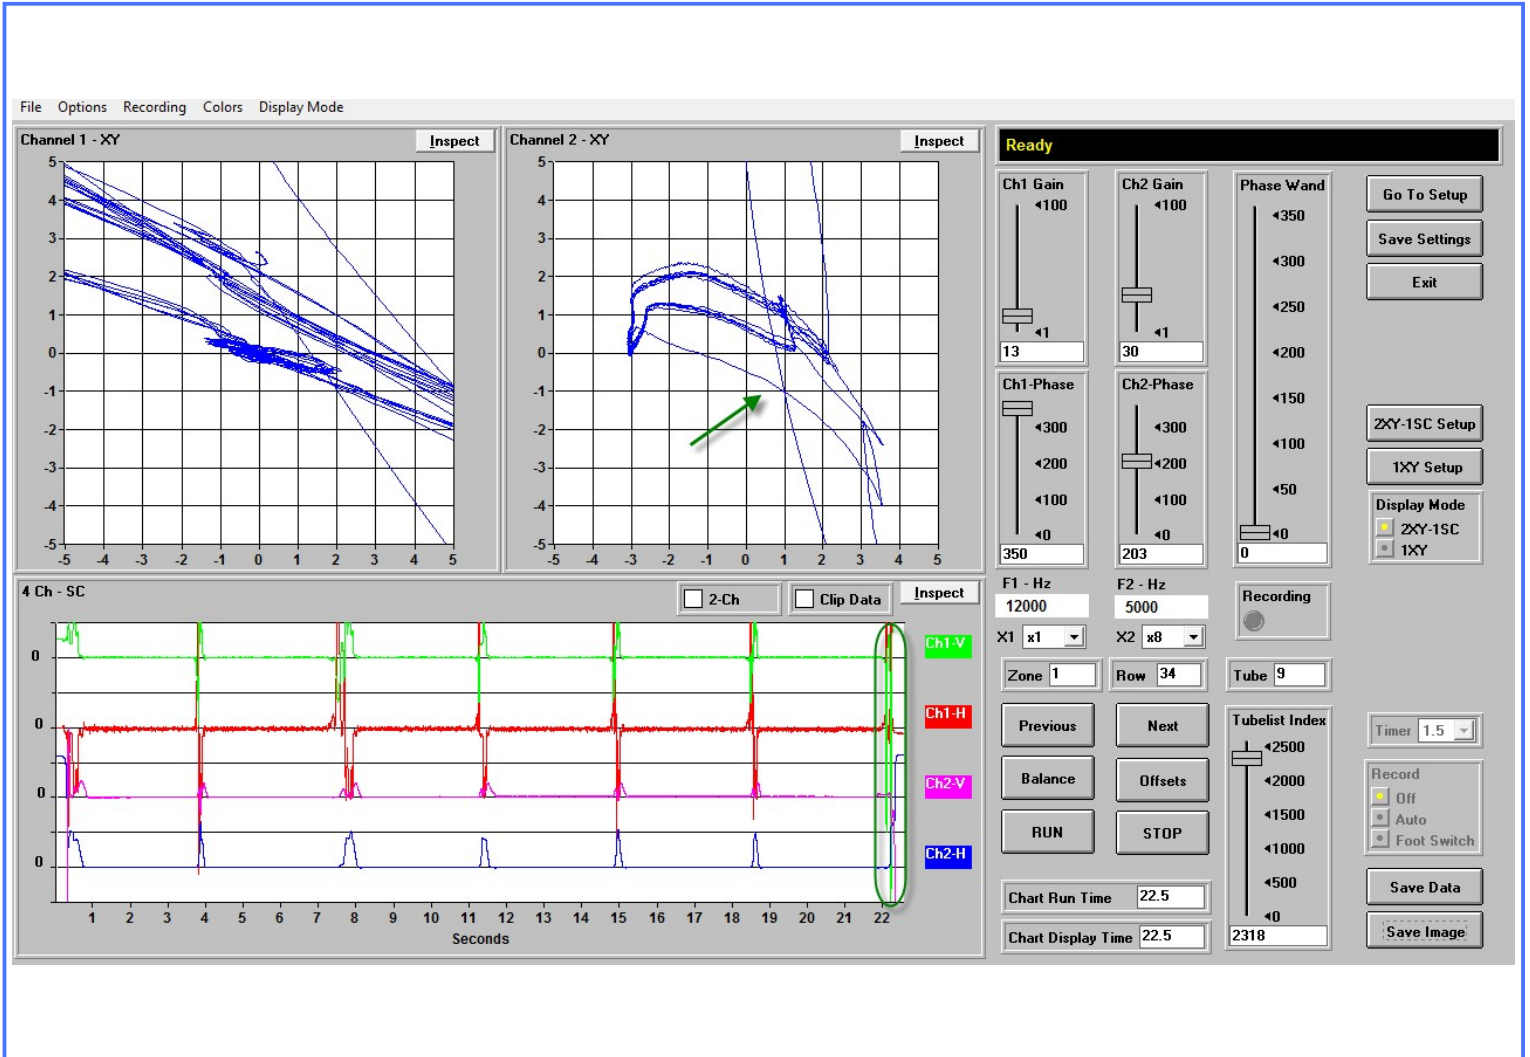 File Options Recording Colors Display Mode
Channel 1 - XY
Inspect
5
4
3
2
1
0
-1
-2
-3
-4
-5
-5 -4 -3 -2 -1 0 1 2 3 4 5
Channel 2 - XY
Inspect
5
4
3
2
1
0
-1
-2
-3
-4
-5
-5 -4 -3 -2 -1 0 1 2 3 4 5
4 Ch - SC
2-Ch
Clip Data
Inspect
0
0
0
0
Ch1-V
Ch1-H
Ch2-V
Ch2-H
1 2 3 4 5 6 7 8 9 10 11 12 13 14 15 16 17 18 19 20 21 22
Seconds
Ready
Ch1 Gain
100
1
13
Ch2 Gain
100
1
30
Phase Wand
350
300
250
200
150
100
50
0
0
Ch1-Phase
300
200
100
0
350
Ch2-Phase
300
200
100
0
203
Go To Setup
Save Settings
Exit
2XY-1SC Setup
1XY Setup
Display Mode
2XY-1SC
1XY
F1 - Hz
12000
F2 - Hz
5000
X1 x1
X2 x8
Recording
Zone 1
Row 34
Tube 9
Previous
Next
Balance
Offsets
RUN
STOP
Chart Run Time 22.5
Chart Display Time 22.5
Tubelist Index
2500
2000
1500
1000
500
0
2318
Timer 1.5
Record
Off
Auto
Foot Switch
Save Data
Save Image